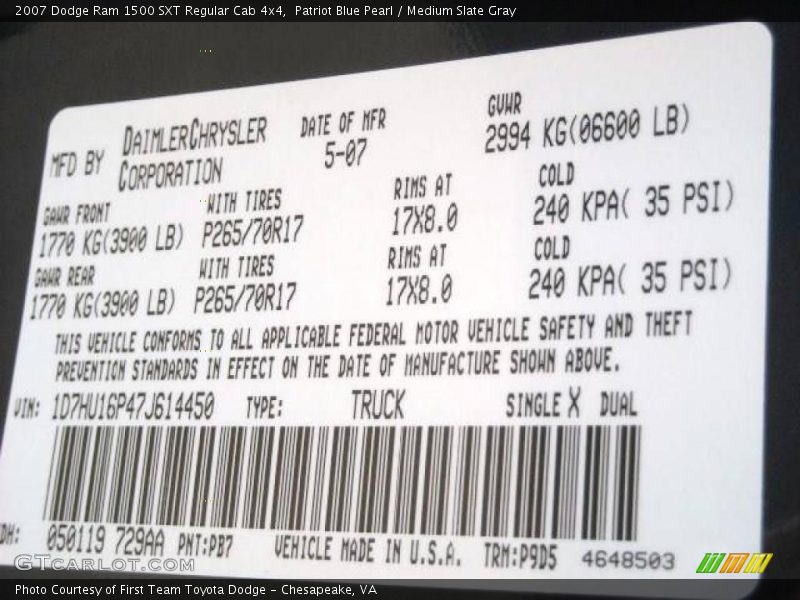 2007 Dodge Ram 1500 SXT Regular Cab 4x4,  Patriot Blue Pearl / Medium Slate Gray
MFD BY DAIMLERCHRYSLER CORPORATION DATE OF MFR 5-07 GVWR 2994 KG(06600 LB)
GAWR FRONT WITH TIRES RIMS AT COLD
1770 KG(3900 LB) P265/70R17 17X8.0 240 KPA( 35 PSI)
GAWR REAR WITH TIRES RIMS AT COLD
1770 KG(3900 LB) P265/70R17 17X8.0 240 KPA( 35 PSI)
THIS VEHICLE CONFORMS TO ALL APPLICABLE FEDERAL MOTOR VEHICLE SAFETY AND THEFT
PREVENTION STANDARDS IN EFFECT ON THE DATE OF MANUFACTURE SHOWN ABOVE.
VIN: 1D7HU16P47J614450 TYPE: TRUCK SINGLE X DUAL
DH: 050119 729AA PNT:PB7 VEHICLE MADE IN U.S.A. TRM:P9D5 4648503
GTCARLOT.COM
Photo Courtesy of First Team Toyota Dodge - Chesapeake, VA